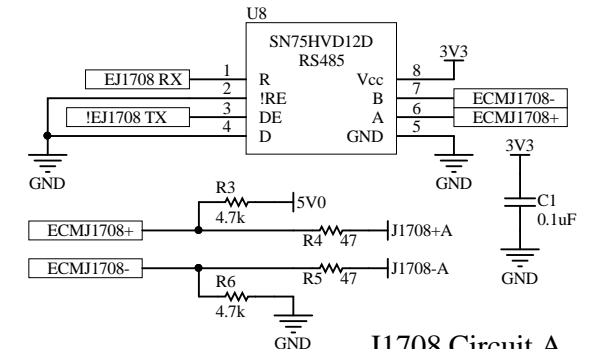 U8
SN75HVD12D
RS485
3V3
EJ1708 RX 1 R Vcc 8
2 !RE B 7 ECMJ1708-
!EJ1708 TX 3 DE A 6 ECMJ1708+
4 D GND 5
3V3
GND
GND
C1
0.1uF
GND
R3
4.7k
5V0
ECMJ1708+
R4 47
J1708+A
ECMJ1708-
R5 47
J1708-A
R6
4.7k
GND
J1708 Circuit A